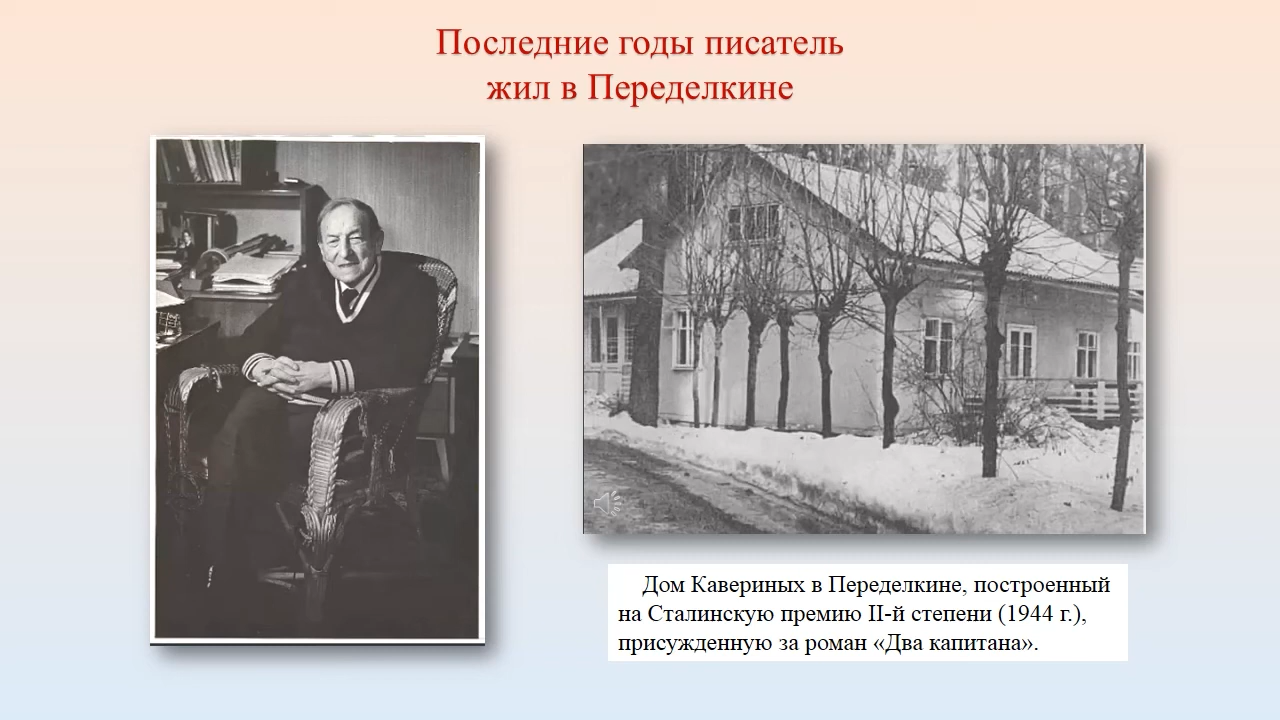 Последние годы писатель
жил в Переделкине
Дом Кавериных в Переделкине, построенный
на Сталинскую премию II-й степени (1944 г.),
присужденную за роман «Два капитана».